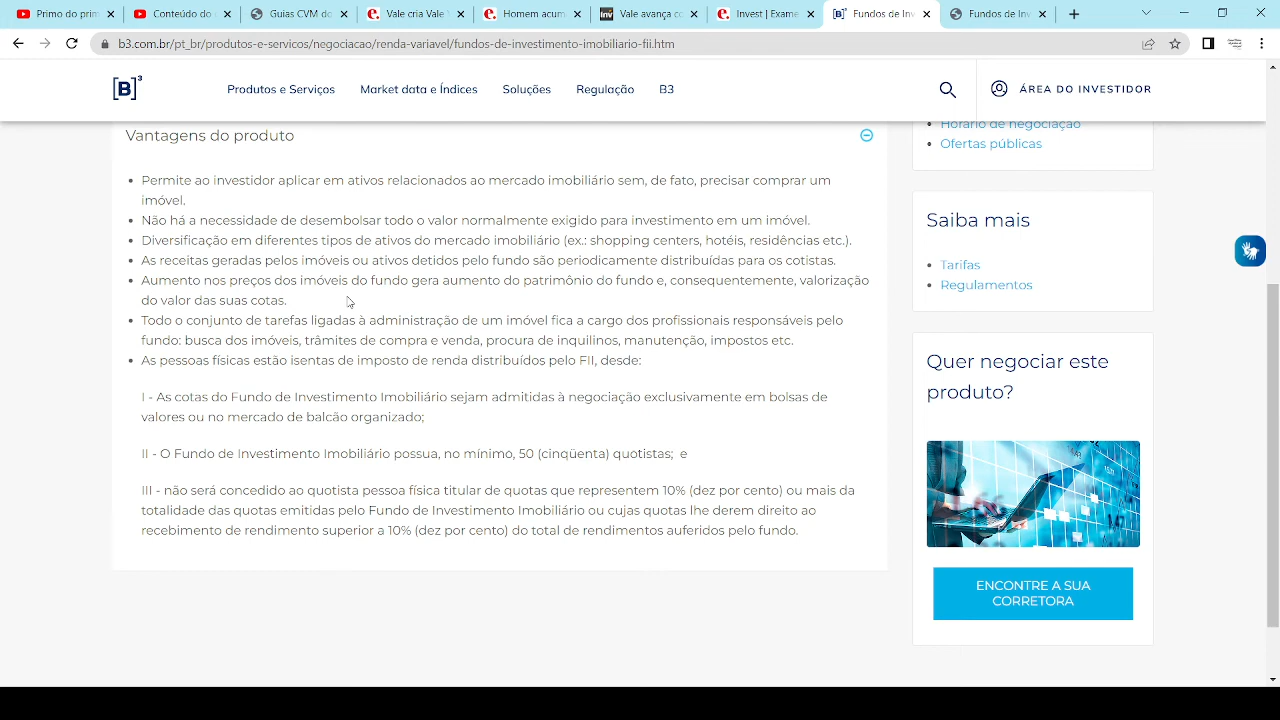 Primo do prim
Conteúdo do c
Guias CVM do
Vale cria Vale
Homem acum
Inv
Vale avança co
Invest | Exame
[B]³
Fundos de Inv
Fundos de Inv
b3.com.br/pt_br/produtos-e-servicos/negociacao/renda-variavel/fundos-de-investimento-imobiliario-fii.htm
[B]³
Produtos e Serviços
Market data e Índices
Soluções
Regulação
B3
ÁREA DO INVESTIDOR
Vantagens do produto
Permite ao investidor aplicar em ativos relacionados ao mercado imobiliário sem, de fato, precisar comprar um
imóvel.
Não há a necessidade de desembolsar todo o valor normalmente exigido para investimento em um imóvel.
Diversificação em diferentes tipos de ativos do mercado imobiliário (ex.: shopping centers, hotéis, residências etc.).
As receitas geradas pelos imóveis ou ativos detidos pelo fundo são periodicamente distribuídas para os cotistas.
Aumento nos preços dos imóveis do fundo gera aumento do patrimônio do fundo e, consequentemente, valorização
do valor das suas cotas.
Todo o conjunto de tarefas ligadas à administração de um imóvel fica a cargo dos profissionais responsáveis pelo
fundo: busca dos imóveis, trâmites de compra e venda, procura de inquilinos, manutenção, impostos etc.
As pessoas físicas estão isentas de imposto de renda distribuídos pelo FII, desde:
I - As cotas do Fundo de Investimento Imobiliário sejam admitidas à negociação exclusivamente em bolsas de
valores ou no mercado de balcão organizado;
II - O Fundo de Investimento Imobiliário possua, no mínimo, 50 (cinqüenta) quotistas; e
III - não será concedido ao quotista pessoa física titular de quotas que representem 10% (dez por cento) ou mais da
totalidade das quotas emitidas pelo Fundo de Investimento Imobiliário ou cujas quotas lhe derem direito ao
recebimento de rendimento superior a 10% (dez por cento) do total de rendimentos auferidos pelo fundo.
Horário de negociação
Ofertas públicas
Saiba mais
Tarifas
Regulamentos
Quer negociar este
produto?
ENCONTRE A SUA
CORRETORA